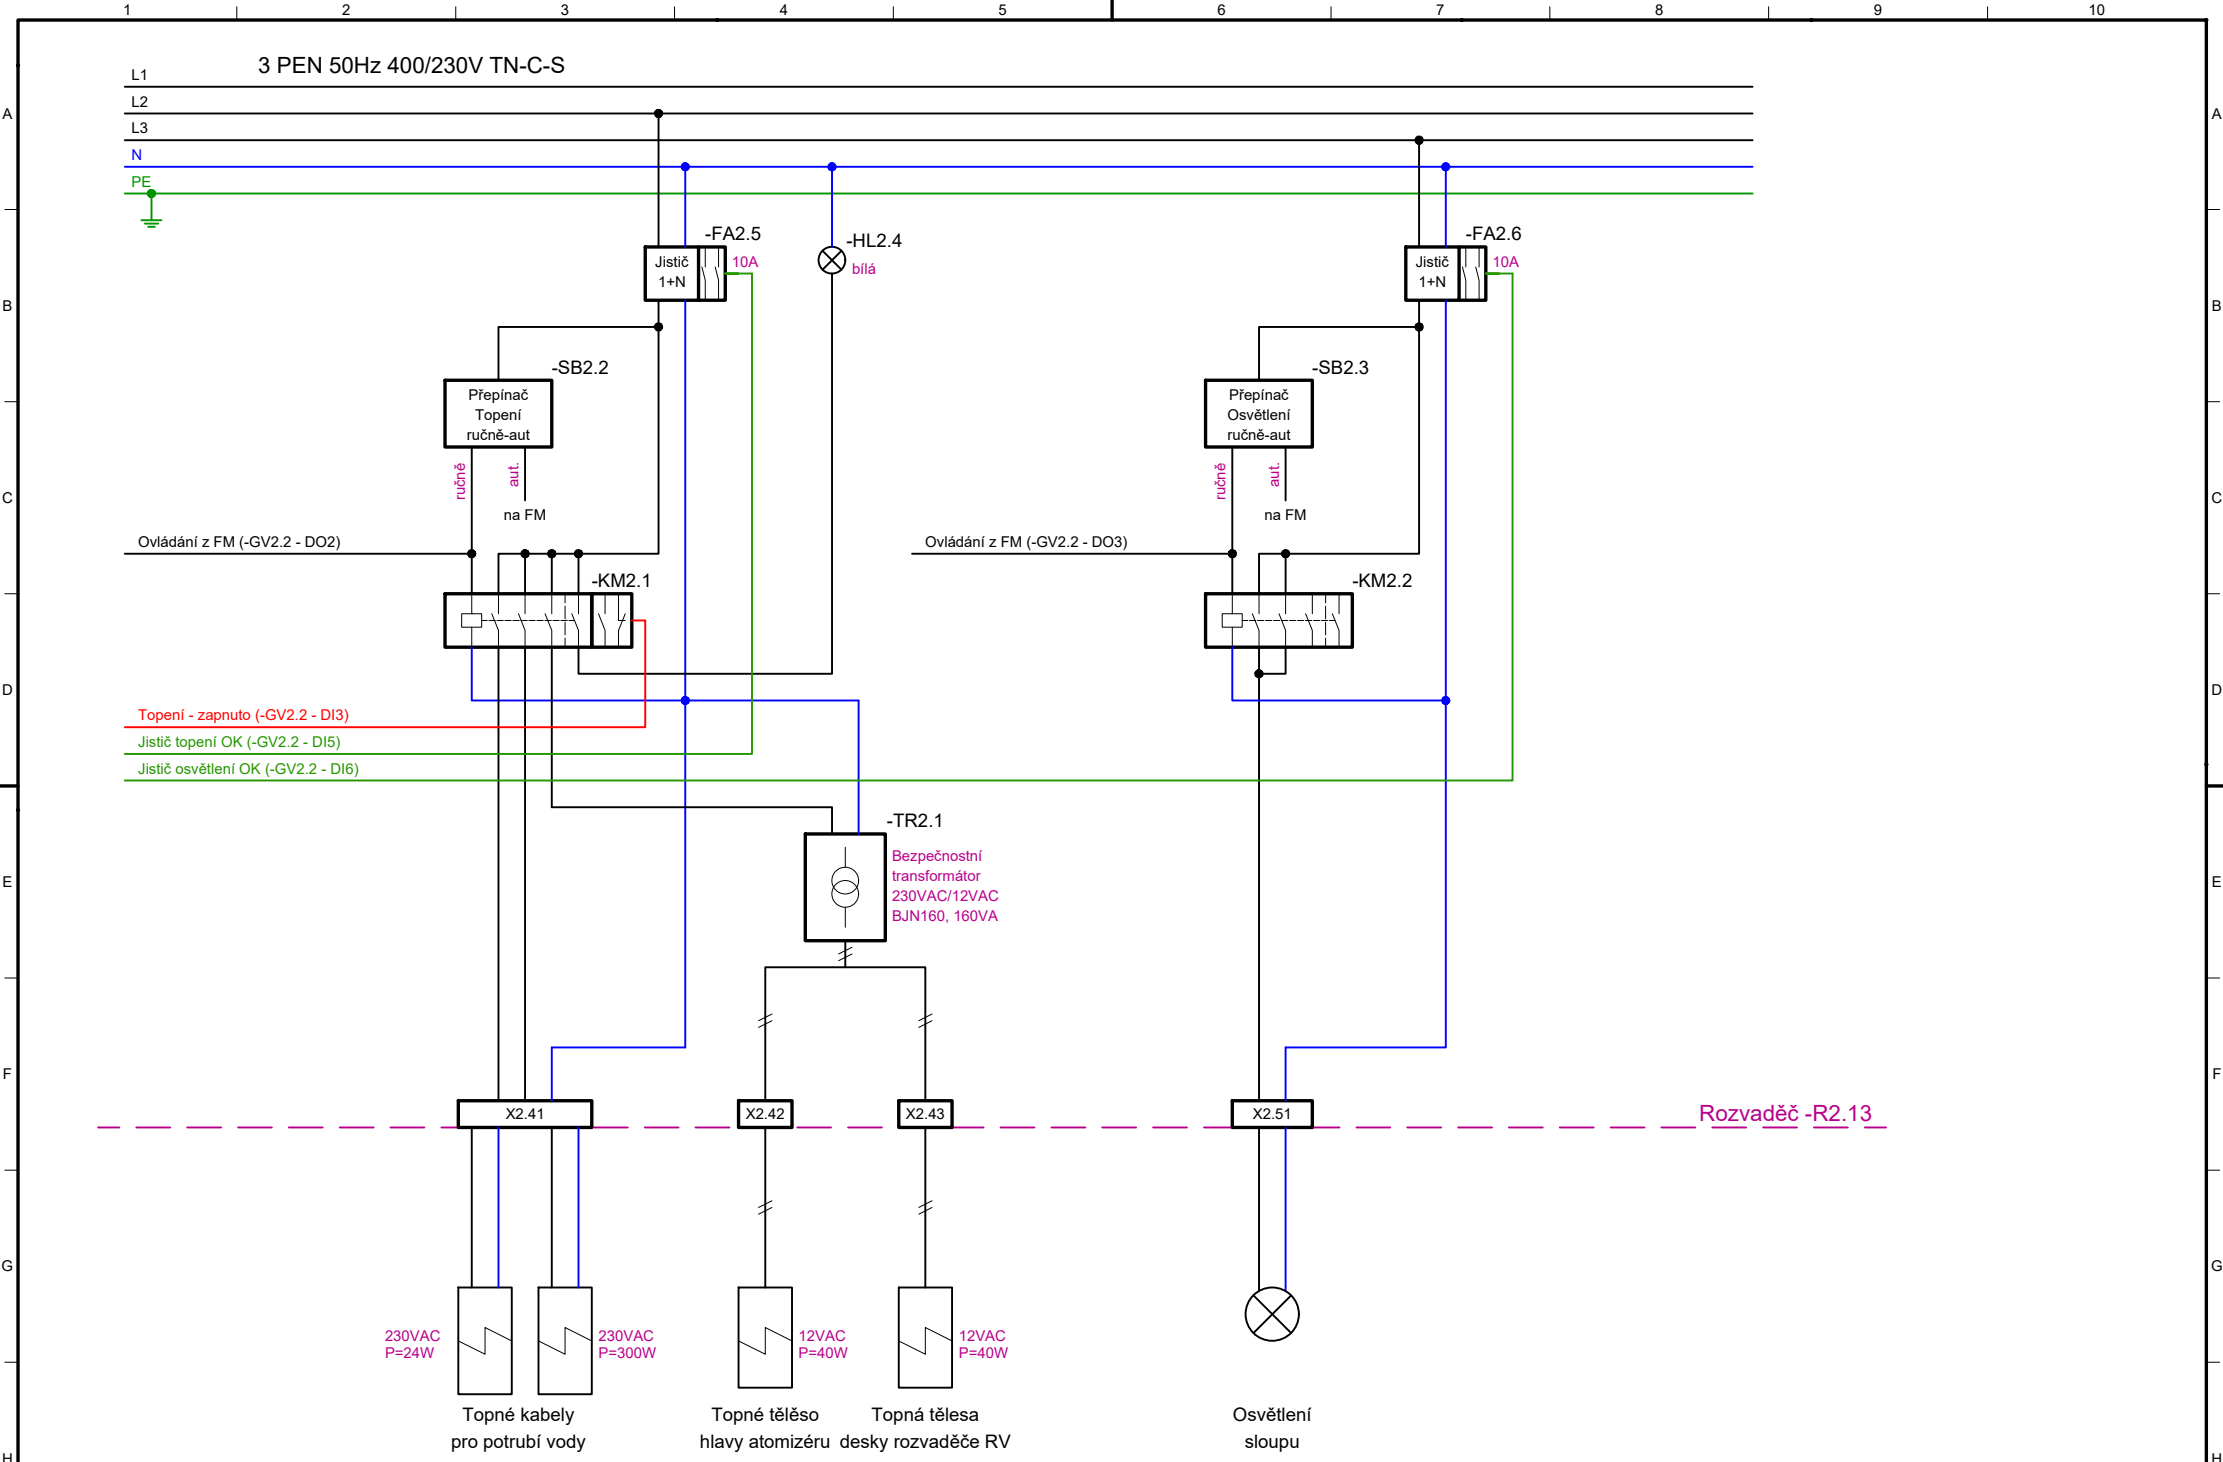 1 2 3 4 5 6 7 8 9 10
3 PEN 50Hz 400/230V TN-C-S
L1
L2
A A
L3
N
PE
-FA2.5
-HL2.4
-FA2.6
Jistič
1+N
10A
bílá
Jistič
1+N
10A
B B
-SB2.2
-SB2.3
Přepínač
Topení
ručně-aut
Přepínač
Osvětlení
ručně-aut
ručně
aut.
ručně
aut.
C C
na FM
na FM
Ovládání z FM (-GV2.2 - DO2)
Ovládání z FM (-GV2.2 - DO3)
-KM2.1
-KM2.2
D D
Topení - zapnuto (-GV2.2 - DI3)
Jistič topení OK (-GV2.2 - DI5)
Jistič osvětlení OK (-GV2.2 - DI6)
-TR2.1
Bezpečnostní
transformátor
230VAC/12VAC
BJN160, 160VA
E E
F F
X2.41
X2.42
X2.43
X2.51
Rozvaděč -R2.13
G G
230VAC
P=24W
230VAC
P=300W
12VAC
P=40W
12VAC
P=40W
Topné kabely
pro potrubí vody
Topné tělěso
hlavy atomizéru
Topná tělesa
desky rozvaděče RV
Osvětlení
sloupu
H H